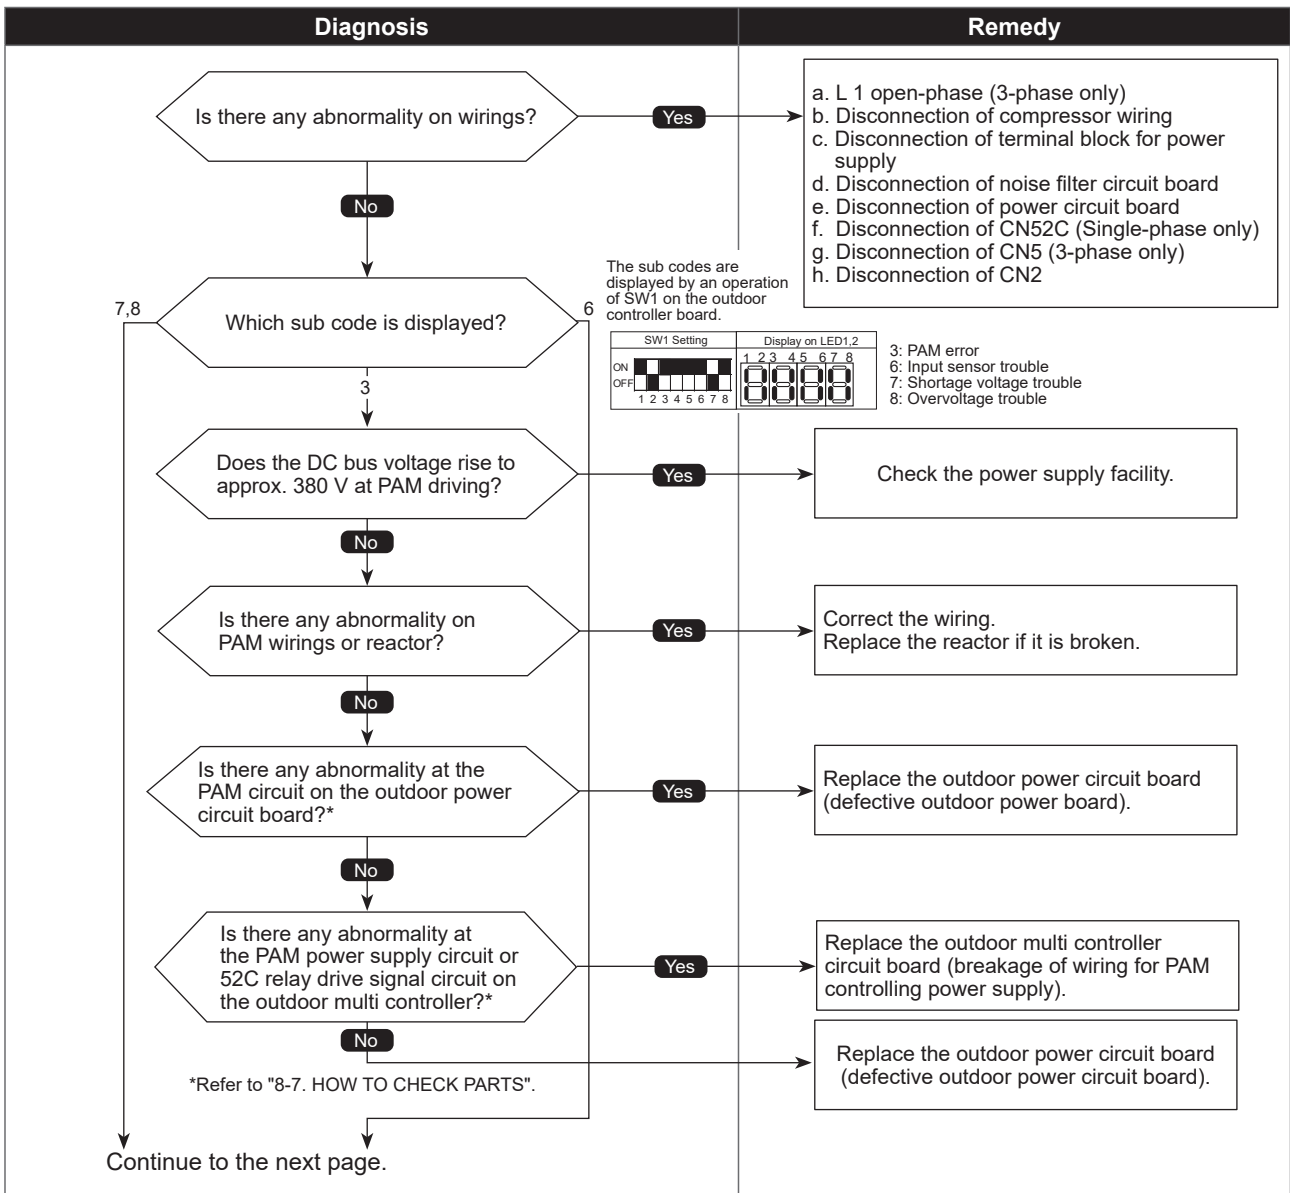 Diagnosis
Remedy
Is there any abnormality on wirings?
Yes
a. L 1 open-phase (3-phase only)
b. Disconnection of compressor wiring
c. Disconnection of terminal block for power
supply
d. Disconnection of noise filter circuit board
e. Disconnection of power circuit board
f. Disconnection of CN52C (Single-phase only)
g. Disconnection of CN5 (3-phase only)
h. Disconnection of CN2
No
The sub codes are
displayed by an operation
of SW1 on the outdoor
controller board.
7,8
Which sub code is displayed?
6
SW1 Setting
Display on LED1,2
ON
OFF
1 2 3 4 5 6 7 8
1 2 3 4 5 6 7 8
3: PAM error
6: Input sensor trouble
7: Shortage voltage trouble
8: Overvoltage trouble
3
Does the DC bus voltage rise to
approx. 380 V at PAM driving?
Yes
Check the power supply facility.
No
Is there any abnormality on
PAM wirings or reactor?
Yes
Correct the wiring.
Replace the reactor if it is broken.
No
Is there any abnormality at the
PAM circuit on the outdoor power
circuit board?*
Yes
Replace the outdoor power circuit board
(defective outdoor power board).
No
Is there any abnormality at
the PAM power supply circuit or
52C relay drive signal circuit on
the outdoor multi controller?*
Yes
Replace the outdoor multi controller
circuit board (breakage of wiring for PAM
controlling power supply).
No
Replace the outdoor power circuit board
(defective outdoor power circuit board).
*Refer to "8-7. HOW TO CHECK PARTS".
Continue to the next page.